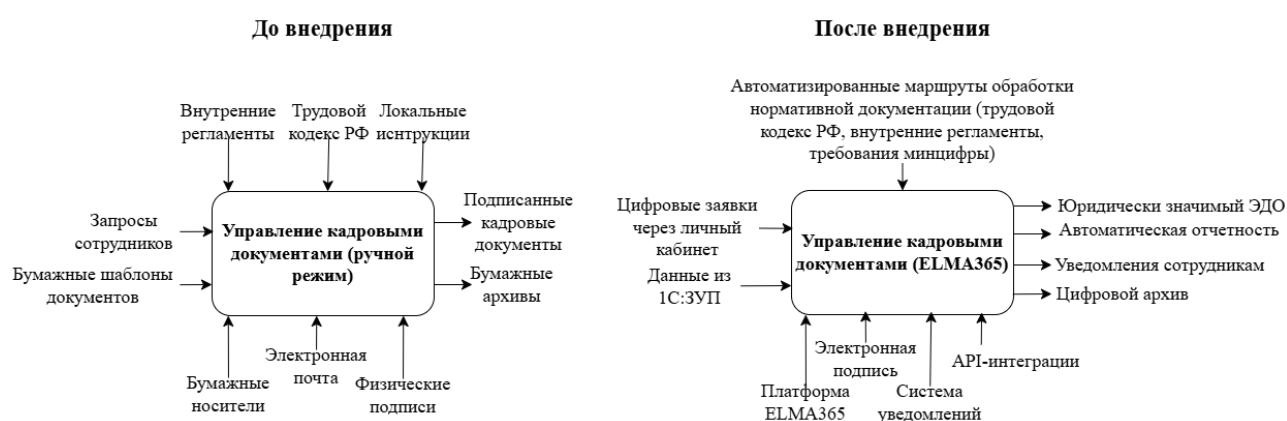 До внедрения
Внутренние
регламенты
Трудовой
кодекс РФ
Локальные
иснтрукции
Запросы
сотрудников
Бумажные шаблоны
документов
Управление кадровыми
документами (ручной
режим)
Подписанные
кадровые
документы
Бумажные
архивы
Бумажные
носители
Электронная
почта
Физические
подписи
После внедрения
Автоматизированные маршруты обработки
нормативной документации (трудовой
кодекс РФ, внутренние регламенты,
требования минцифры)
Цифровые заявки
через личный
кабинет
Данные из
1С:ЗУП
Управление кадровыми
документами (ELMA365)
Юридически значимый ЭДО
Автоматическая отчетность
Уведомления сотрудникам
Цифровой архив
Платформа
ELMA365
Электронная
подпись
Система
уведомлений
API-интеграции